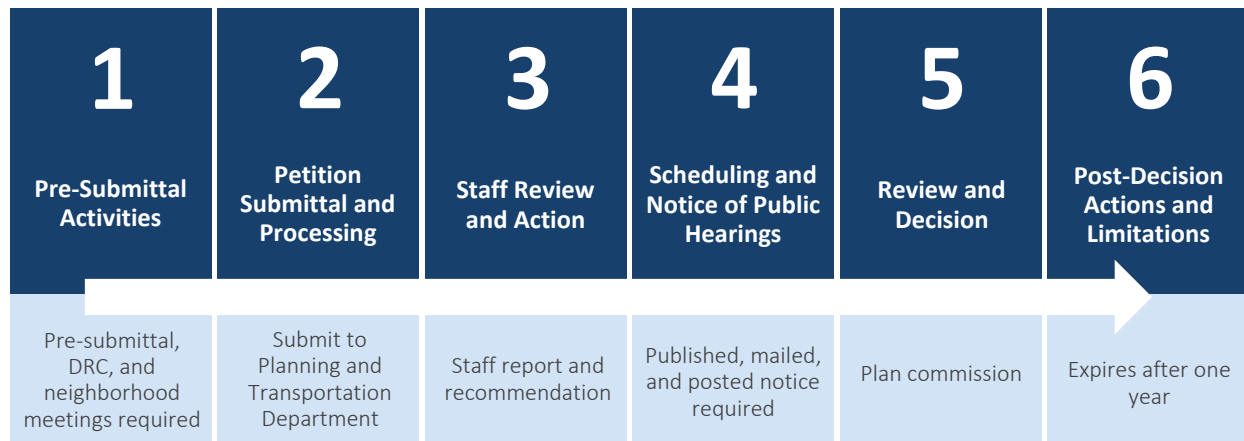 1
Pre-Submittal
Activities
Pre-submittal,
DRC, and
neighborhood
meetings required
2
Petition
Submittal and
Processing
Submit to
Planning and
Transportation
Department
3
Staff Review
and Action
Staff report and
recommendation
4
Scheduling and
Notice of Public
Hearings
Published, mailed,
and posted notice
required
5
Review and
Decision
Plan commission
6
Post-Decision
Actions and
Limitations
Expires after one
year